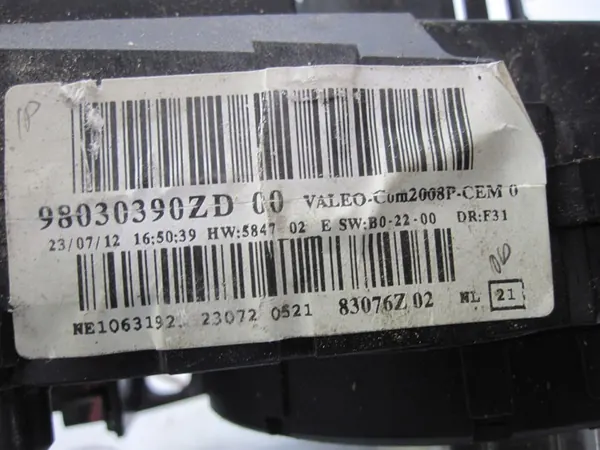 98030390ZD 00 VALEO-Com2008P-CEM 0
23/07/12 16:50:39 HW:5847 02 E SW:B0-22-00 DR:F31
NE1063192 23072 0521 83076Z 02 NL 21